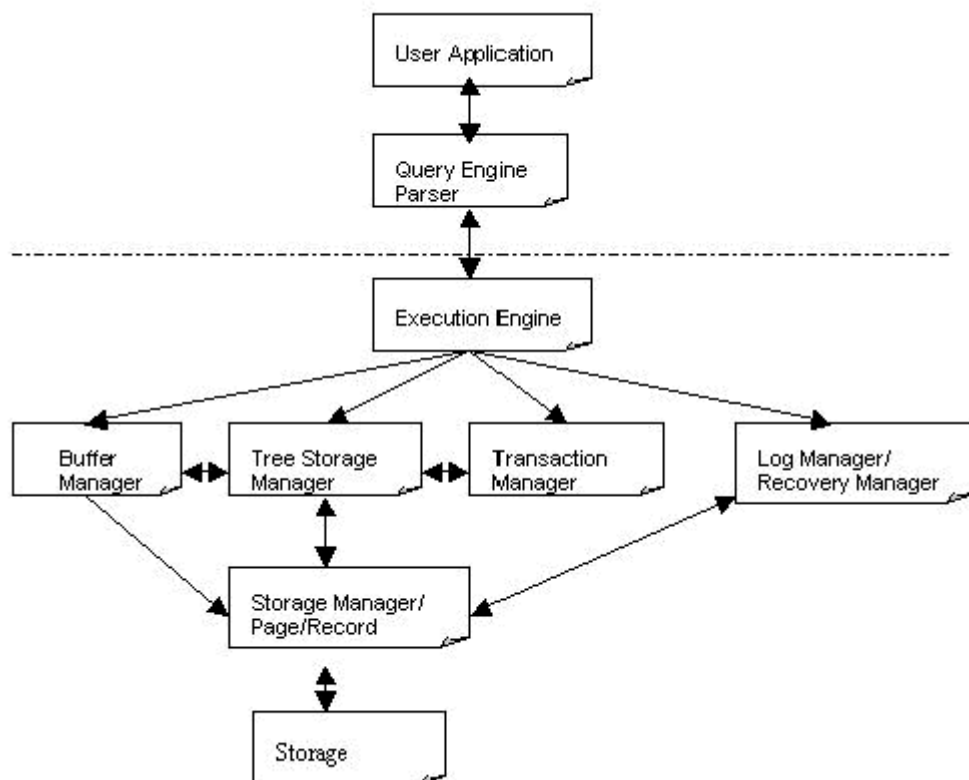 User Application
Query Engine
Parser
Execution Engine
Buffer
Manager
Tree Storage
Manager
Transaction
Manager
Log Manager/
Recovery Manager
Storage Manager/
Page/Record
Storage